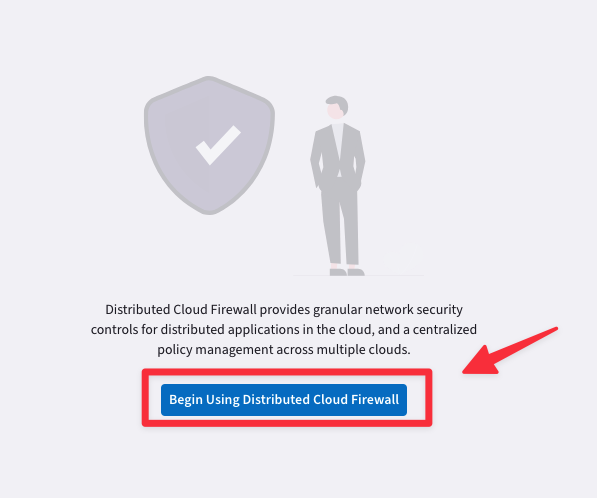 Distributed Cloud Firewall provides granular network security
controls for distributed applications in the cloud, and a centralized
policy management across multiple clouds.
Begin Using Distributed Cloud Firewall